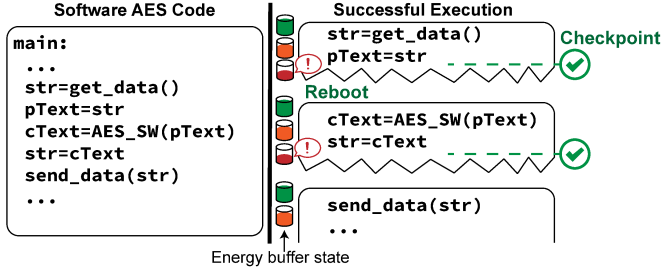 Software AES Code
main:
...
str=get_data()
pText=str
cText=AES_SW(pText)
str=cText
send_data(str)
...
Successful Execution
str=get_data()
pText=str
Checkpoint
!
Reboot
cText=AES_SW(pText)
str=cText
!
send_data(str)
...
Energy buffer state